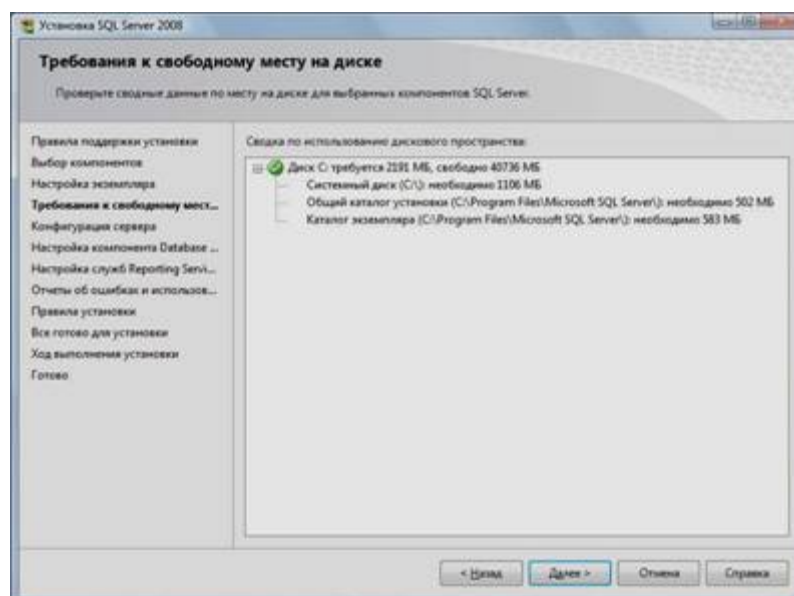 Установка SQL Server 2008
Требования к свободному месту на диске
Проверьте сводные данные по месту на диске для выбранных компонентов SQL Server.
Правила поддержки установки
Выбор компонентов
Настройка экземпляра
Требования к свободному мест...
Конфигурация сервера
Настройка компонента Database ...
Настройка служб Reporting Servi...
Отчеты об ошибках и использов...
Правила установки
Все готово для установки
Ход выполнения установки
Готово
Сводка по использованию дискового пространства:
Диск C: требуется 2191 МБ, свободно 40736 МБ
Системный диск (C:\): необходимо 1106 МБ
Общий каталог установки (C:\Program Files\Microsoft SQL Server\): необходимо 502 МБ
Каталог экземпляра (C:\Program Files\Microsoft SQL Server\): необходимо 583 МБ
< Назад
Далее >
Отмена
Справка